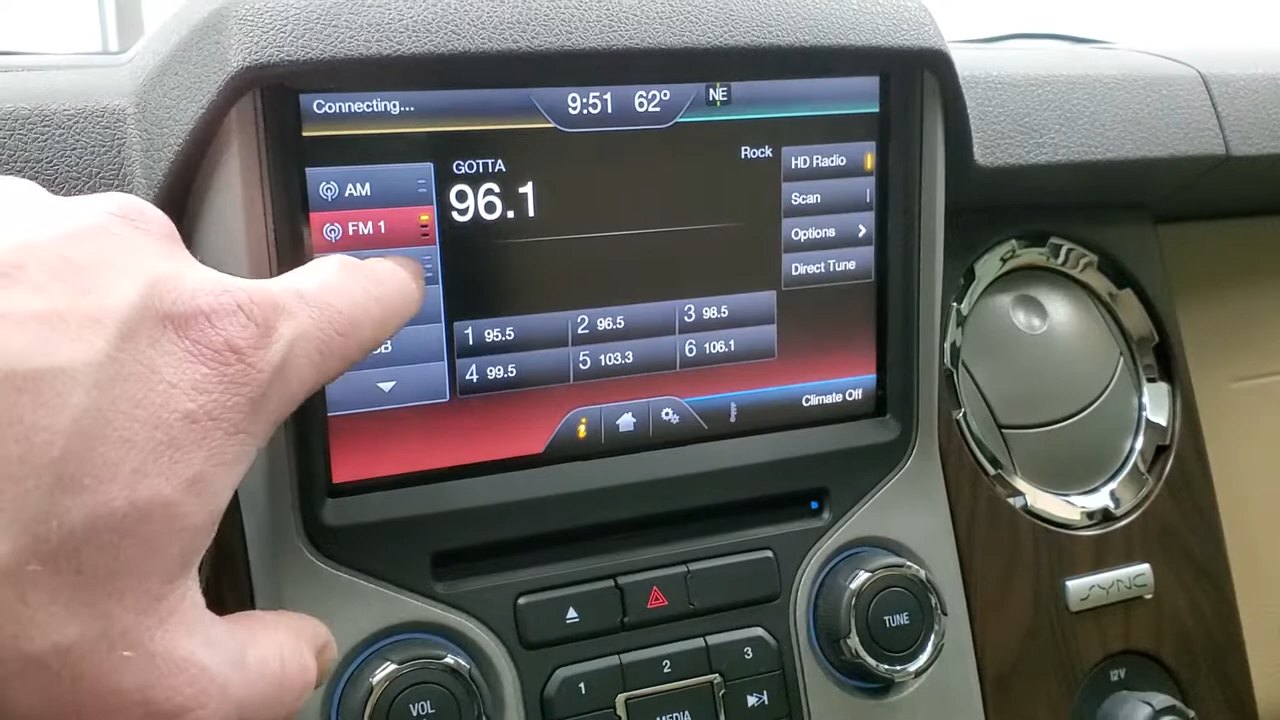 Connecting...
9:51
62°
NE
AM
FM 1
GOTTA
96.1
Rock
HD Radio
Scan
Options
Direct Tune
1 95.5
2 96.5
3 98.5
4 99.5
5 103.3
6 106.1
Climate Off
1
2
3
VOL
MEDIA
TUNE
SYNC
12V